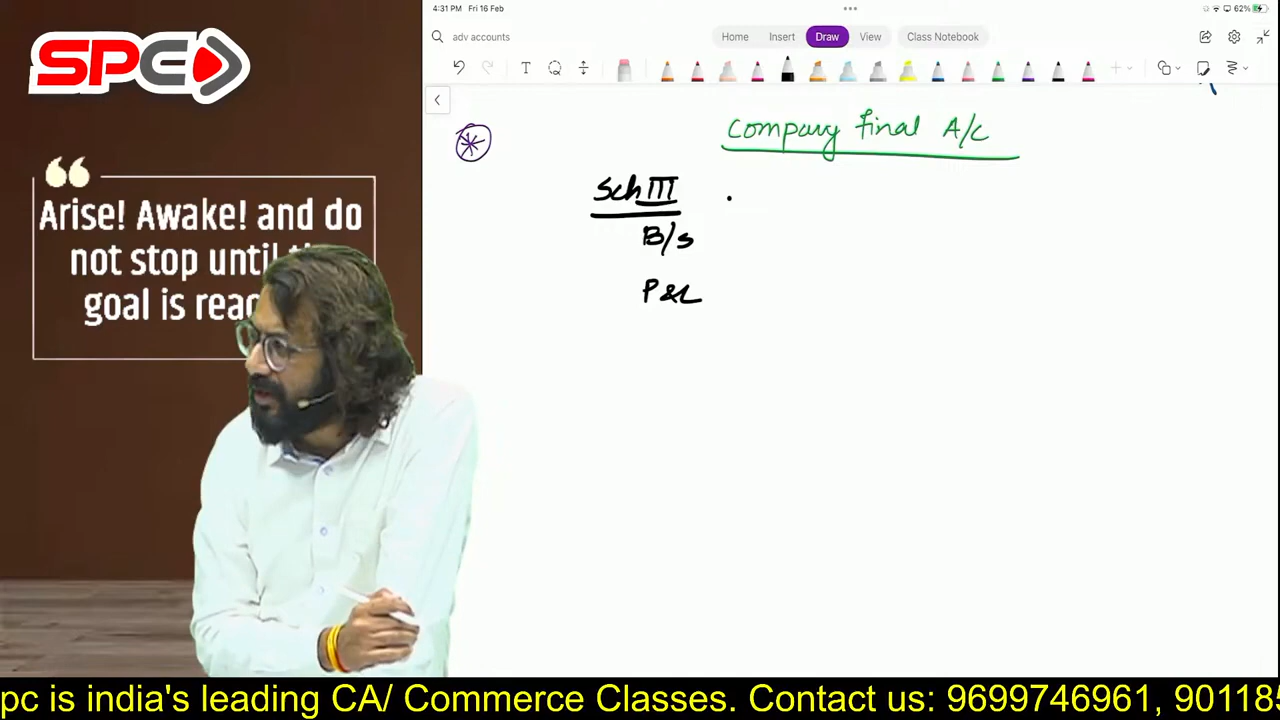 4:31 PM Fri 16 Feb
62%
adv accounts
Home Insert Draw View Class Notebook
SPC
Company final A/c
Sch III
B/s
P&L
Arise! Awake! and do
not stop until
goal is
pc is india's leading CA/ Commerce Classes. Contact us: 9699746961, 90118